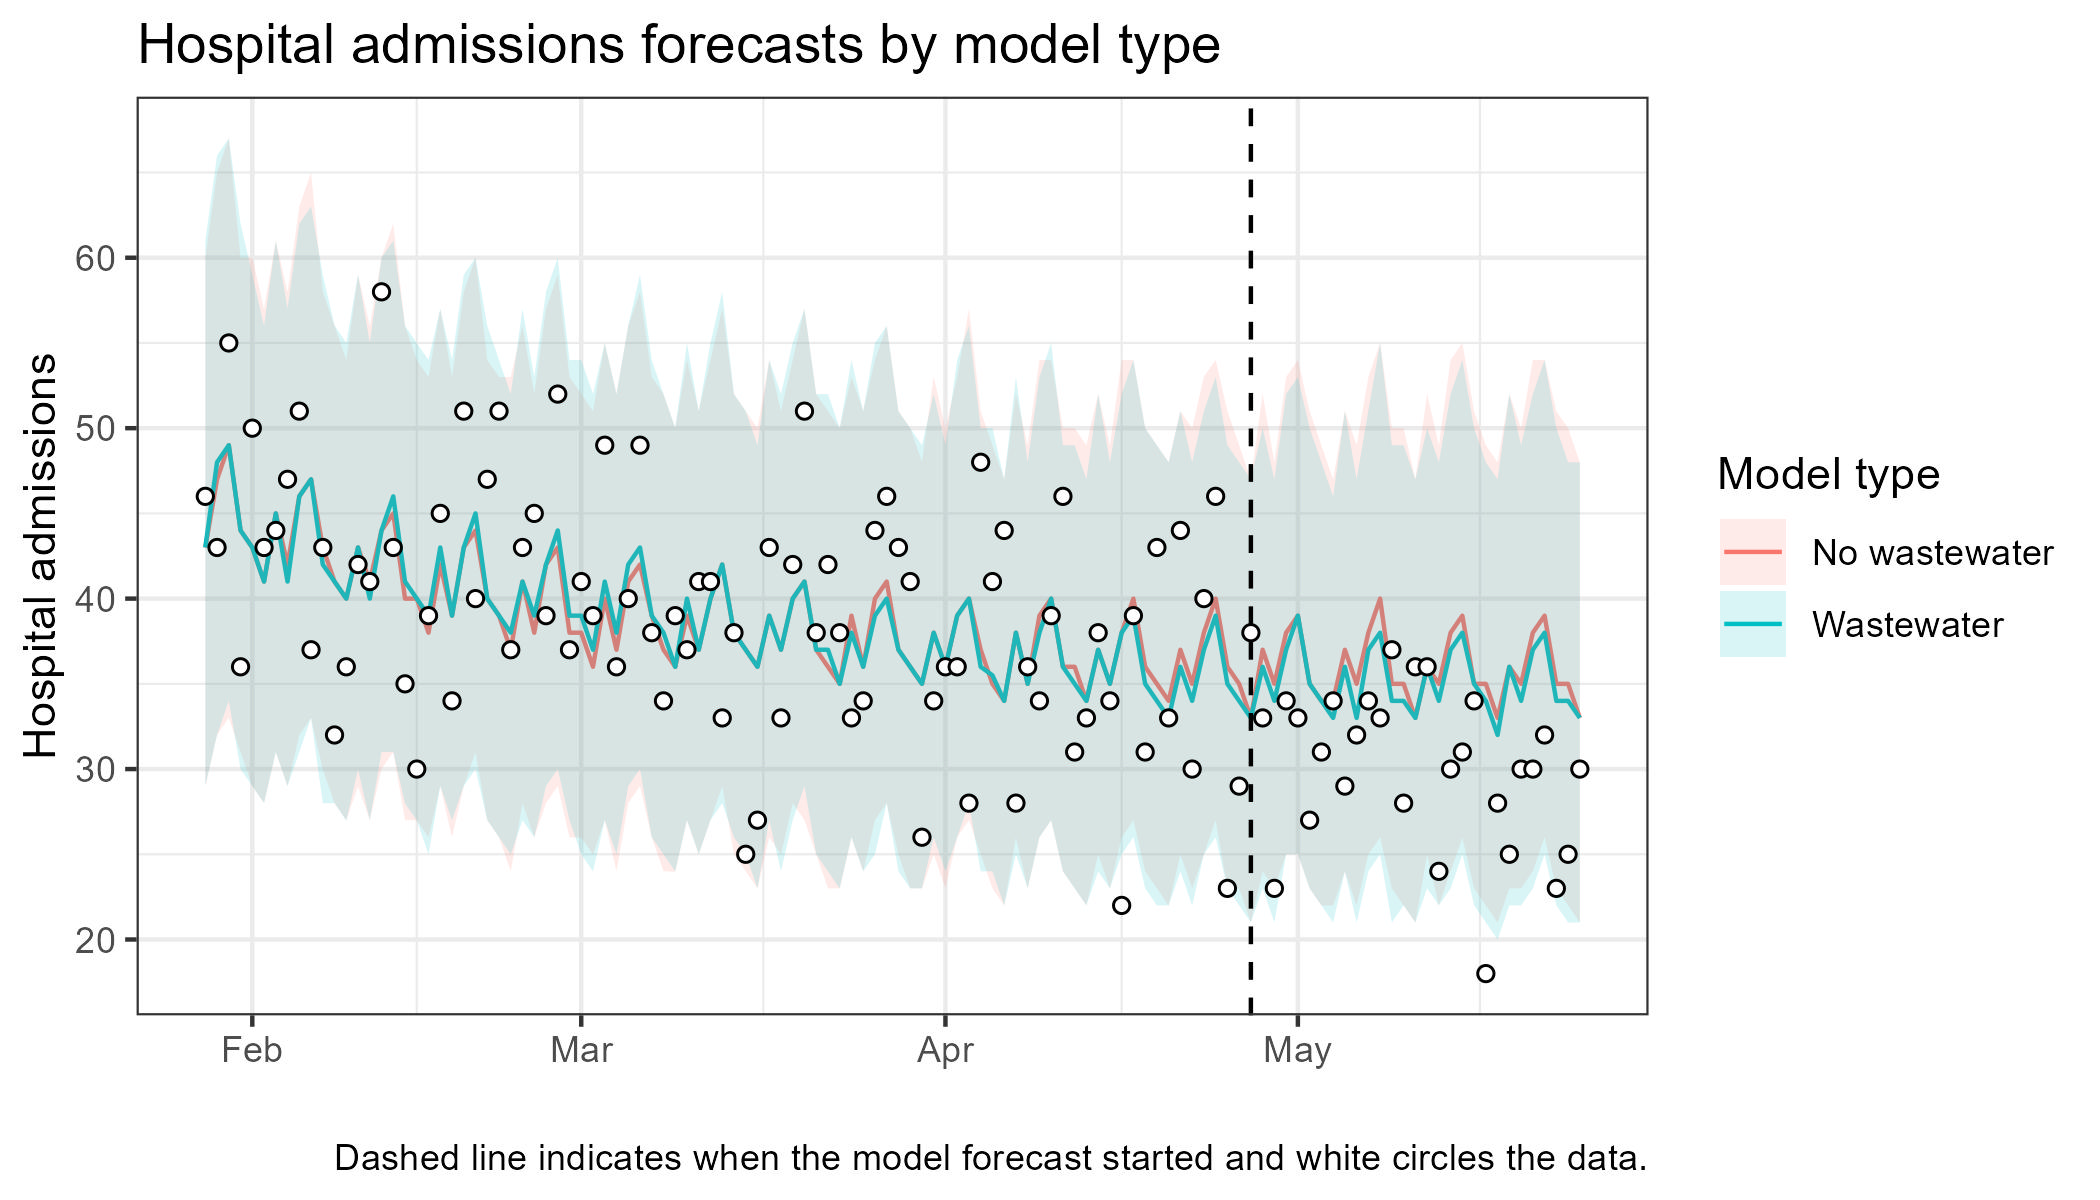 Hospital admissions forecasts by model type
Hospital admissions
60
50
40
30
20
Feb
Mar
Apr
May
Model type
No wastewater
Wastewater
Dashed line indicates when the model forecast started and white circles the data.